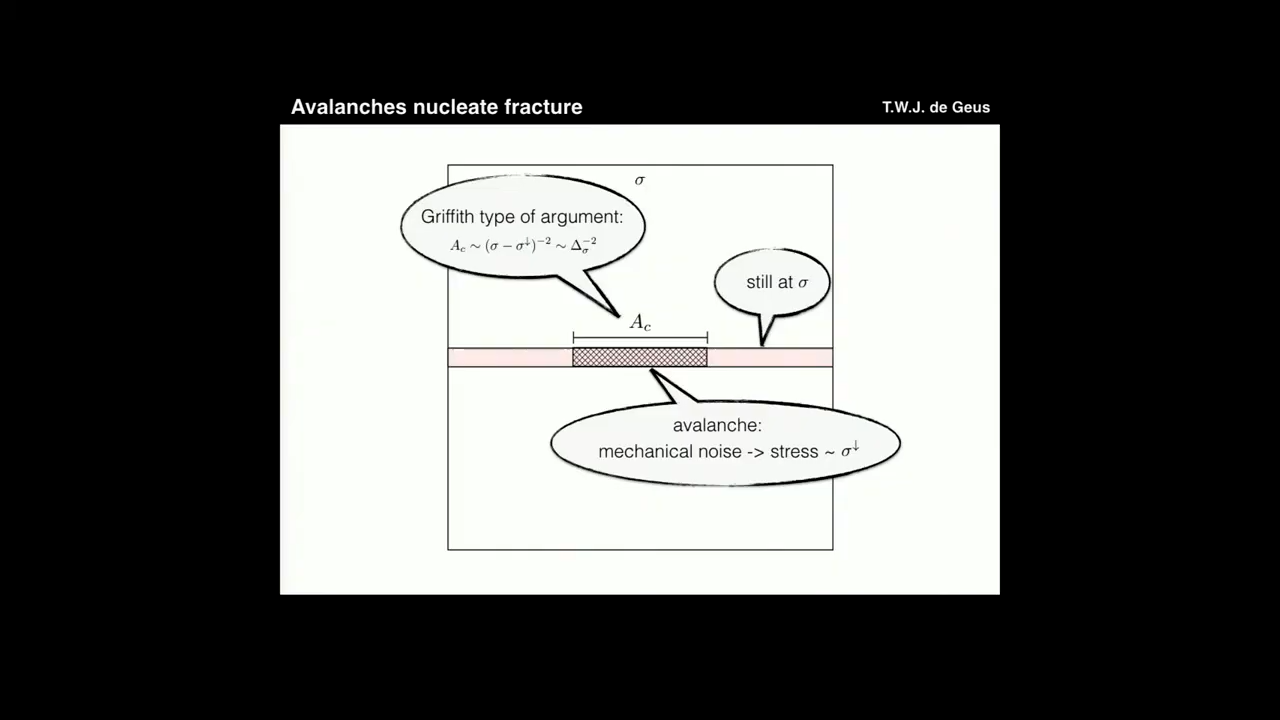 Avalanches nucleate fracture
T.W.J. de Geus
σ
Griffith type of argument:
A_c ∼ (σ − σ^↓)^−2 ∼ Δ_σ^−2
still at σ
A_c
avalanche:
mechanical noise -> stress ~ σ^↓